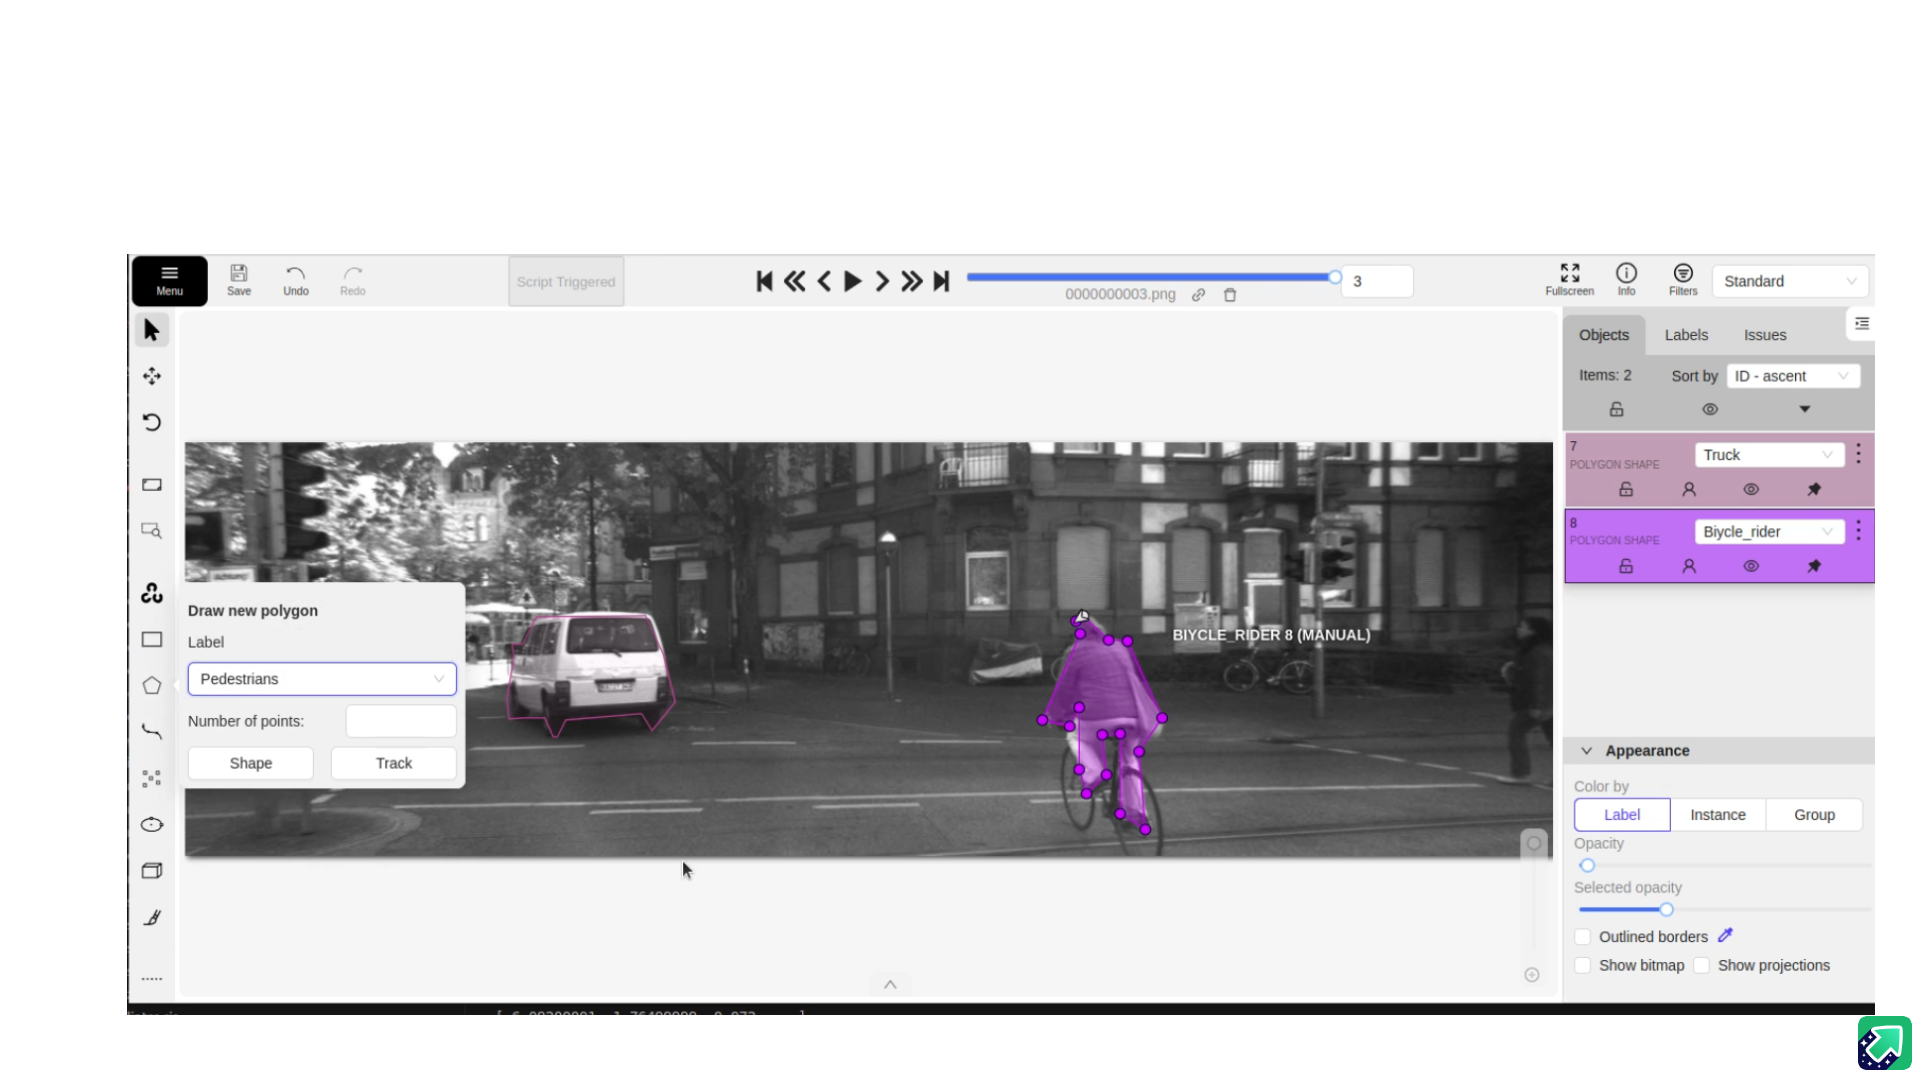 Menu
Save
Undo
Redo
Script Triggered
0000000003.png
3
Fullscreen
Info
Filters
Standard
Objects
Labels
Issues
Items: 2
Sort by
ID - ascent
7
POLYGON SHAPE
Truck
8
POLYGON SHAPE
Biycle_rider
Draw new polygon
Label
Pedestrians
Number of points:
Shape
Track
BIYCLE_RIDER 8 (MANUAL)
Appearance
Color by
Label
Instance
Group
Opacity
Selected opacity
Outlined borders
Show bitmap
Show projections